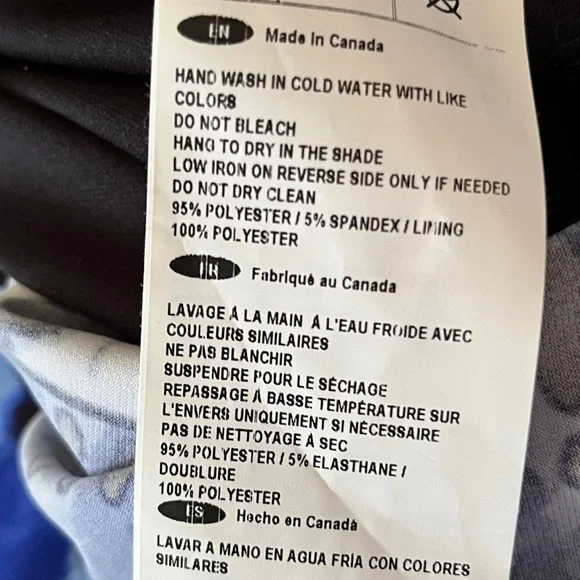 EN Made in Canada
HAND WASH IN COLD WATER WITH LIKE
COLORS
DO NOT BLEACH
HANG TO DRY IN THE SHADE
LOW IRON ON REVERSE SIDE ONLY IF NEEDED
DO NOT DRY CLEAN
95% POLYESTER / 5% SPANDEX / LINING
100% POLYESTER
FR Fabriqué au Canada
LAVAGE À LA MAIN À L'EAU FROIDE AVEC
COULEURS SIMILAIRES
NE PAS BLANCHIR
SUSPENDRE POUR LE SÉCHAGE
REPASSAGE À BASSE TEMPÉRATURE SUR
L'ENVERS UNIQUEMENT SI NÉCESSAIRE
PAS DE NETTOYAGE À SEC
95% POLYESTER / 5% ELASTHANE /
DOUBLURE
100% POLYESTER
ES Hecho en Canadá
LAVAR A MANO EN AGUA FRÍA CON COLORES
SIMILARES